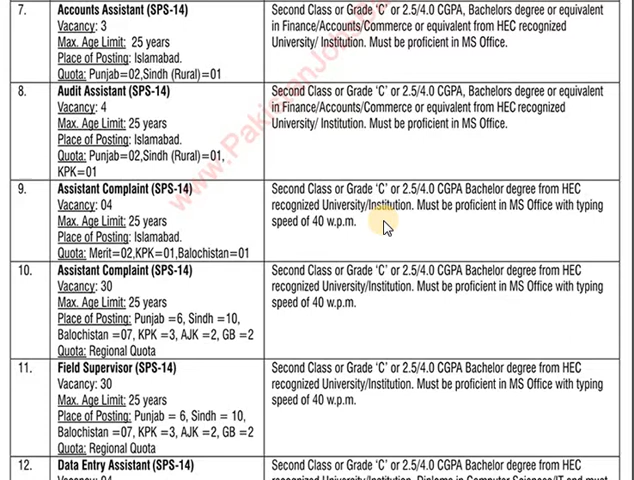 7. Accounts Assistant (SPS-14)
Vacancy: 3
Max. Age Limit: 25 years
Place of Posting: Islamabad.
Quota: Punjab=02,Sindh (Rural)=01
Second Class or Grade 'C' or 2.5/4.0 CGPA, Bachelors degree or equivalent
in Finance/Accounts/Commerce or equivalent from HEC recognized
University/ Institution. Must be proficient in MS Office.
8. Audit Assistant (SPS-14)
Vacancy: 4
Max. Age Limit: 25 years
Place of Posting: Islamabad.
Quota: Punjab=02,Sindh (Rural)=01,
KPK=01
Second Class or Grade 'C' or 2.5/4.0 CGPA, Bachelors degree or equivalent
in Finance/Accounts/Commerce or equivalent from HEC recognized
University/ Institution. Must be proficient in MS Office.
9. Assistant Complaint (SPS-14)
Vacancy: 04
Max. Age Limit: 25 years
Place of Posting: Islamabad.
Quota: Merit=02,KPK=01,Balochistan=01
Second Class or Grade 'C' or 2.5/4.0 CGPA Bachelor degree from HEC
recognized University/Institution. Must be proficient in MS Office with typing
speed of 40 w.p.m.
10. Assistant Complaint (SPS-14)
Vacancy: 30
Max. Age Limit: 25 years
Place of Posting: Punjab =6, Sindh =10,
Balochistan =07, KPK =3, AJK =2, GB =2
Quota: Regional Quota
Second Class or Grade 'C' or 2.5/4.0 CGPA Bachelor degree from HEC
recognized University/Institution. Must be proficient in MS Office with typing
speed of 40 w.p.m.
11. Field Supervisor (SPS-14)
Vacancy: 30
Max. Age Limit: 25 years
Place of Posting: Punjab = 6, Sindh = 10,
Balochistan =07, KPK =3, AJK =2, GB =2
Quota: Regional Quota
Second Class or Grade 'C' or 2.5/4.0 CGPA Bachelor degree from HEC
recognized University/Institution. Must be proficient in MS Office with typing
speed of 40 w.p.m.
12. Data Entry Assistant (SPS-14)
Second Class or Grade 'C' or 2.5/4.0 CGPA Bachelor degree from HEC